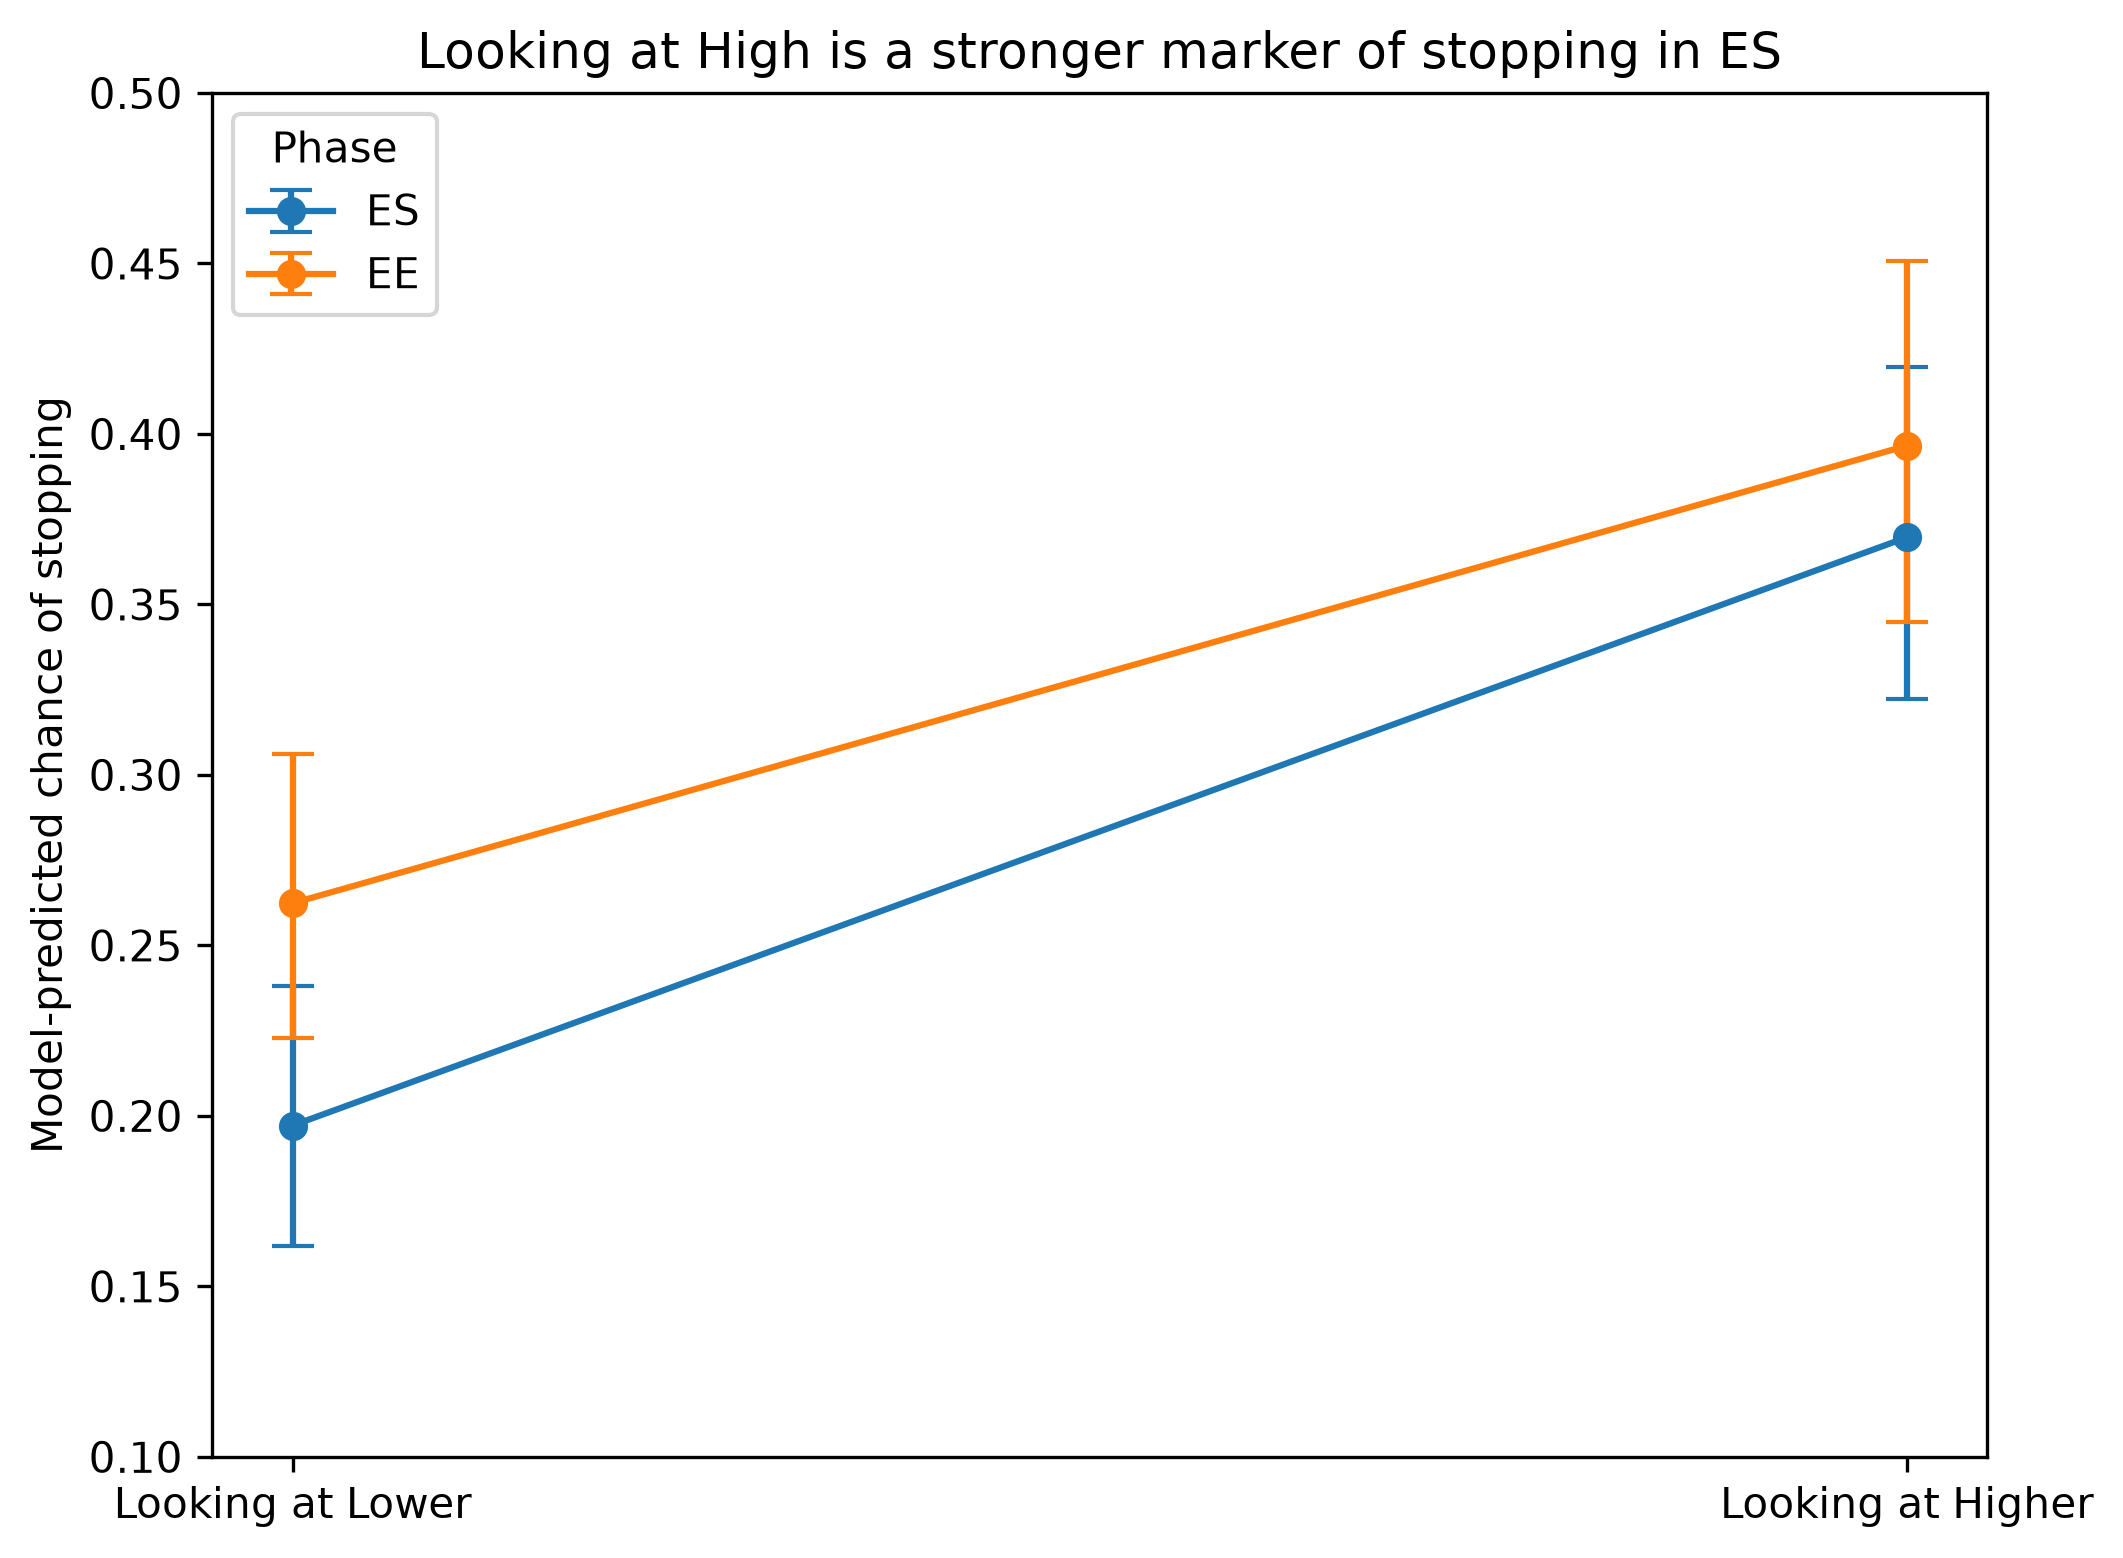 Looking at High is a stronger marker of stopping in ES
0.50
0.45
0.40
0.35
0.30
0.25
0.20
0.15
0.10
Model-predicted chance of stopping
Phase
ES
EE
Looking at Lower
Looking at Higher